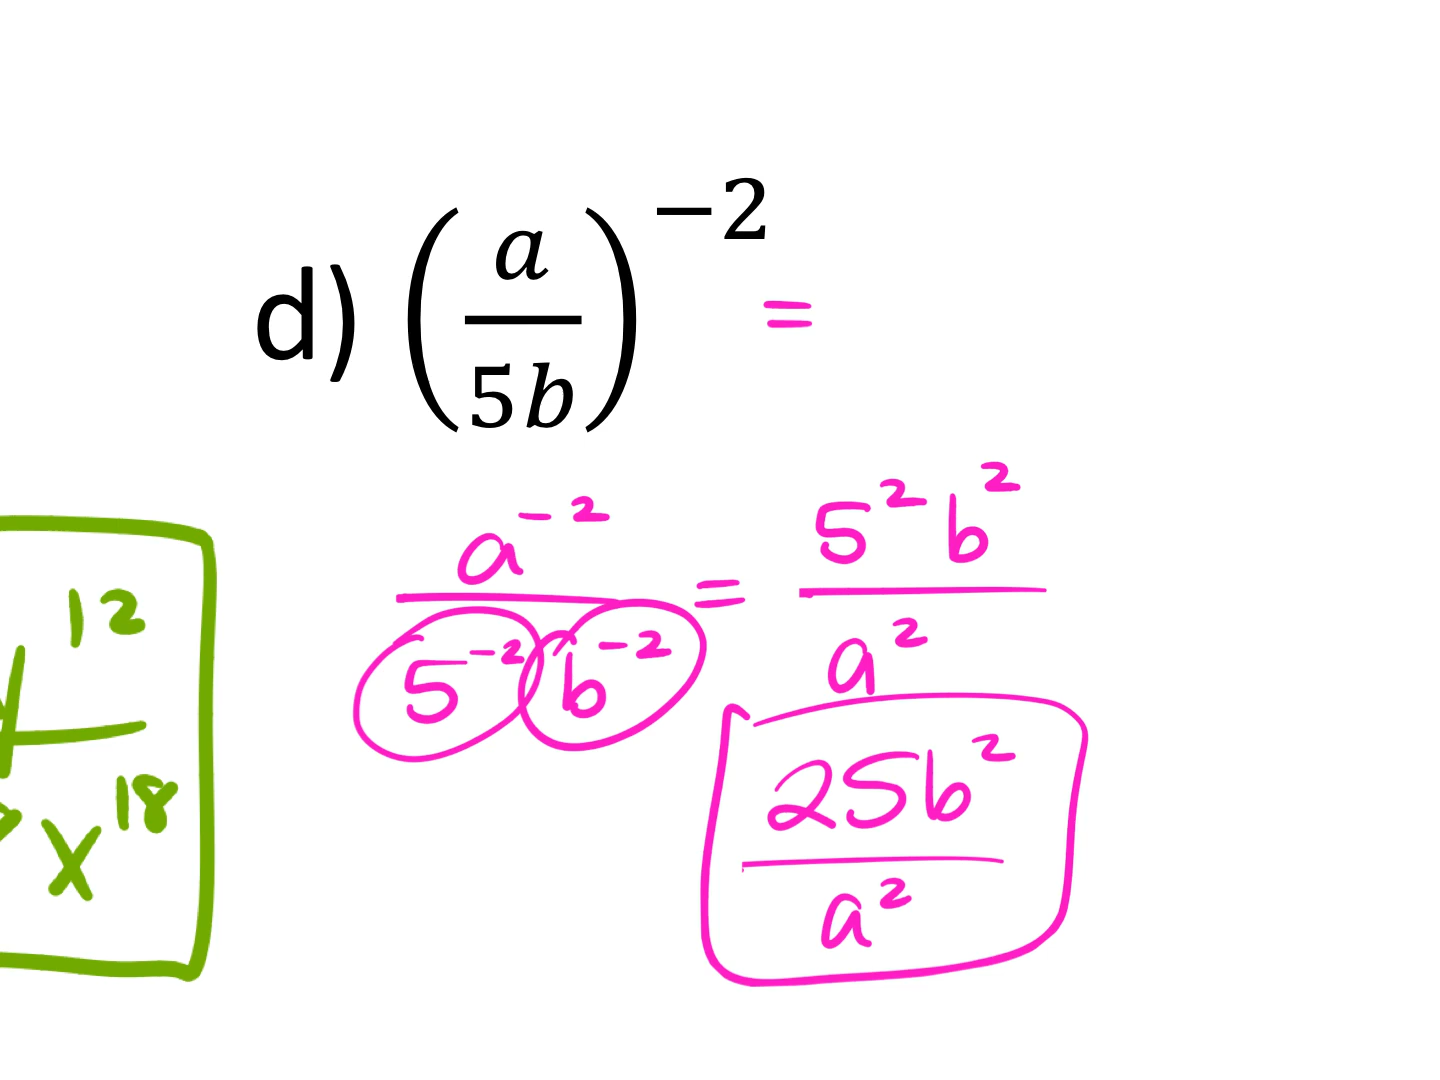 d) (a/5b)^−2 =
a^-2 / 5^-2 b^-2 = 5^2 b^2 / a^2
25b^2 / a^2
12
x^18